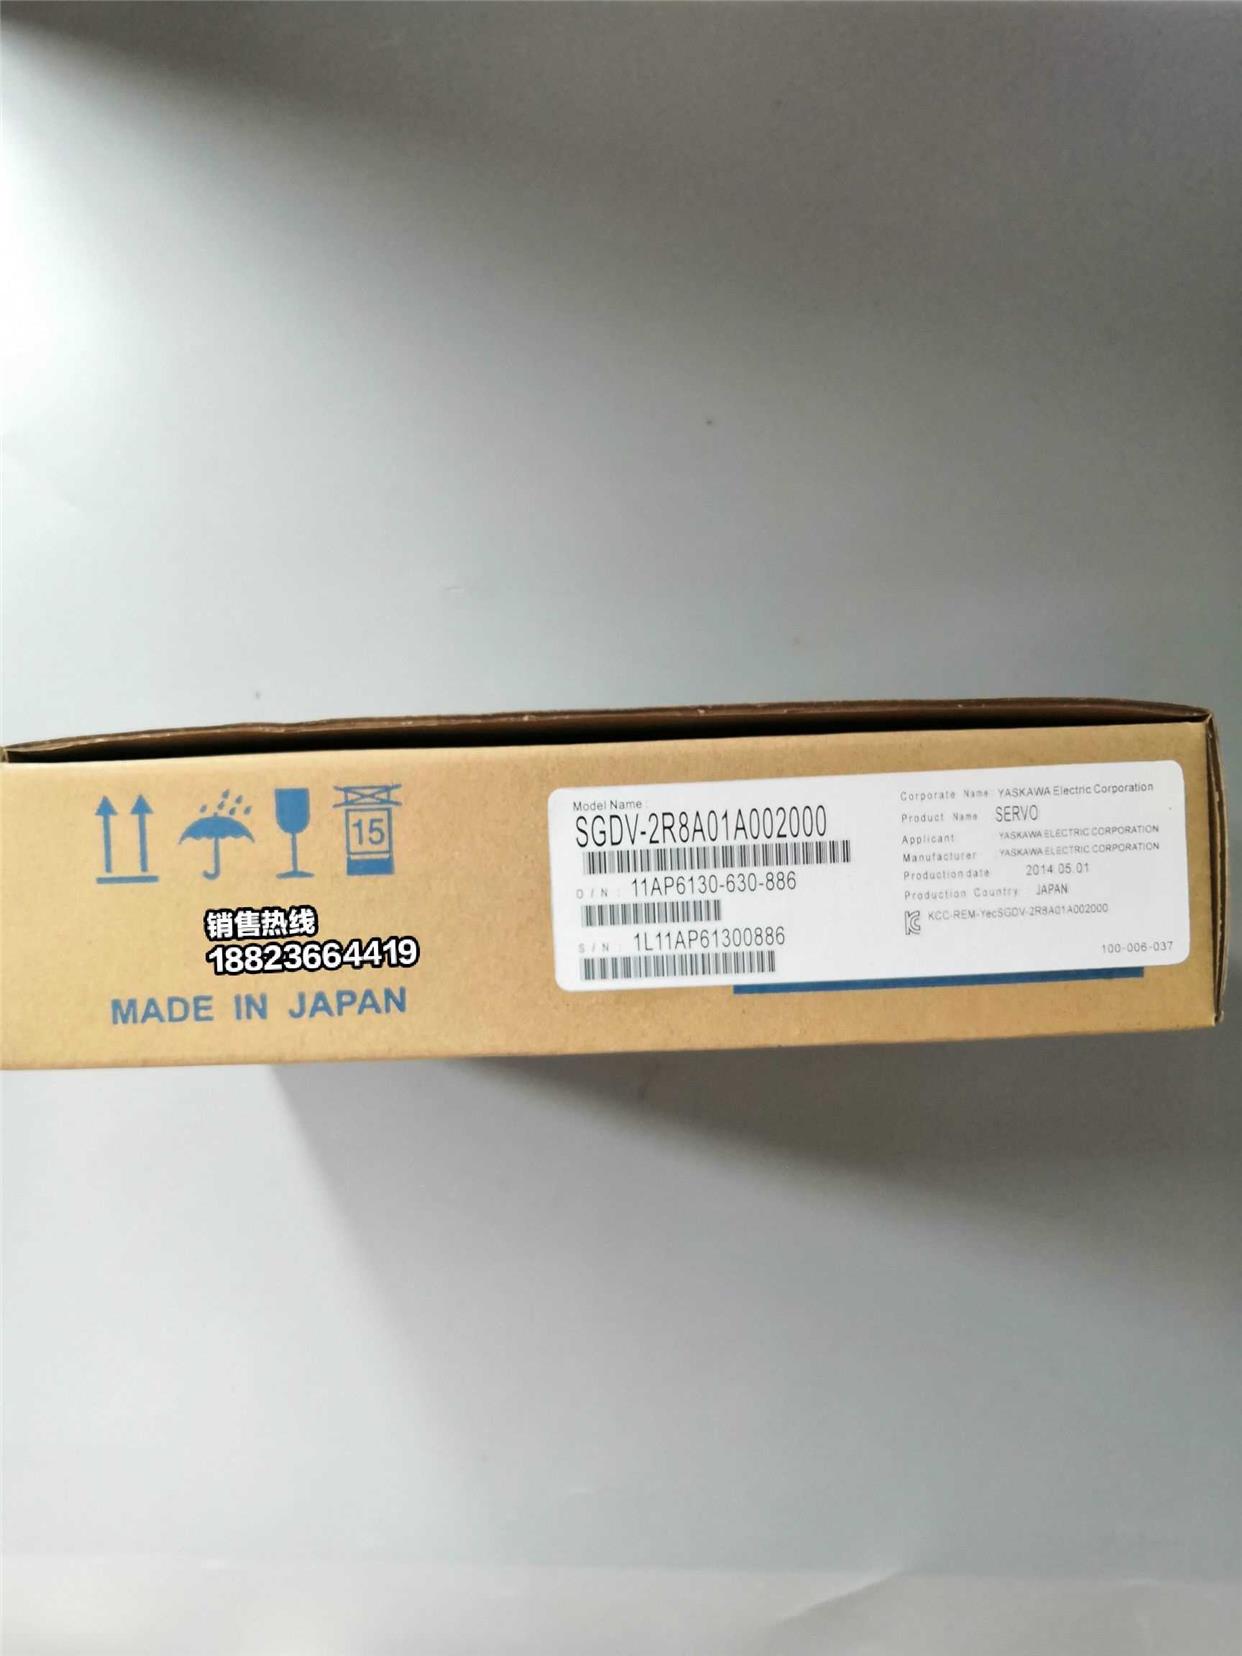 15
销售热线
18823664419
MADE IN JAPAN
Model Name :
SGDV-2R8A01A002000
O / N : 11AP6130-630-886
S / N : 1L11AP61300886
Corporate Name YASKAWA Electric Corporation
Product Name SERVO
Applicant YASKAWA ELECTRIC CORPORATION
Manufacturer YASKAWA ELECTRIC CORPORATION
Production date 2014.05.01
Production Country JAPAN
KCC-REM-YecSGDV-2R8A01A002000
100-006-037